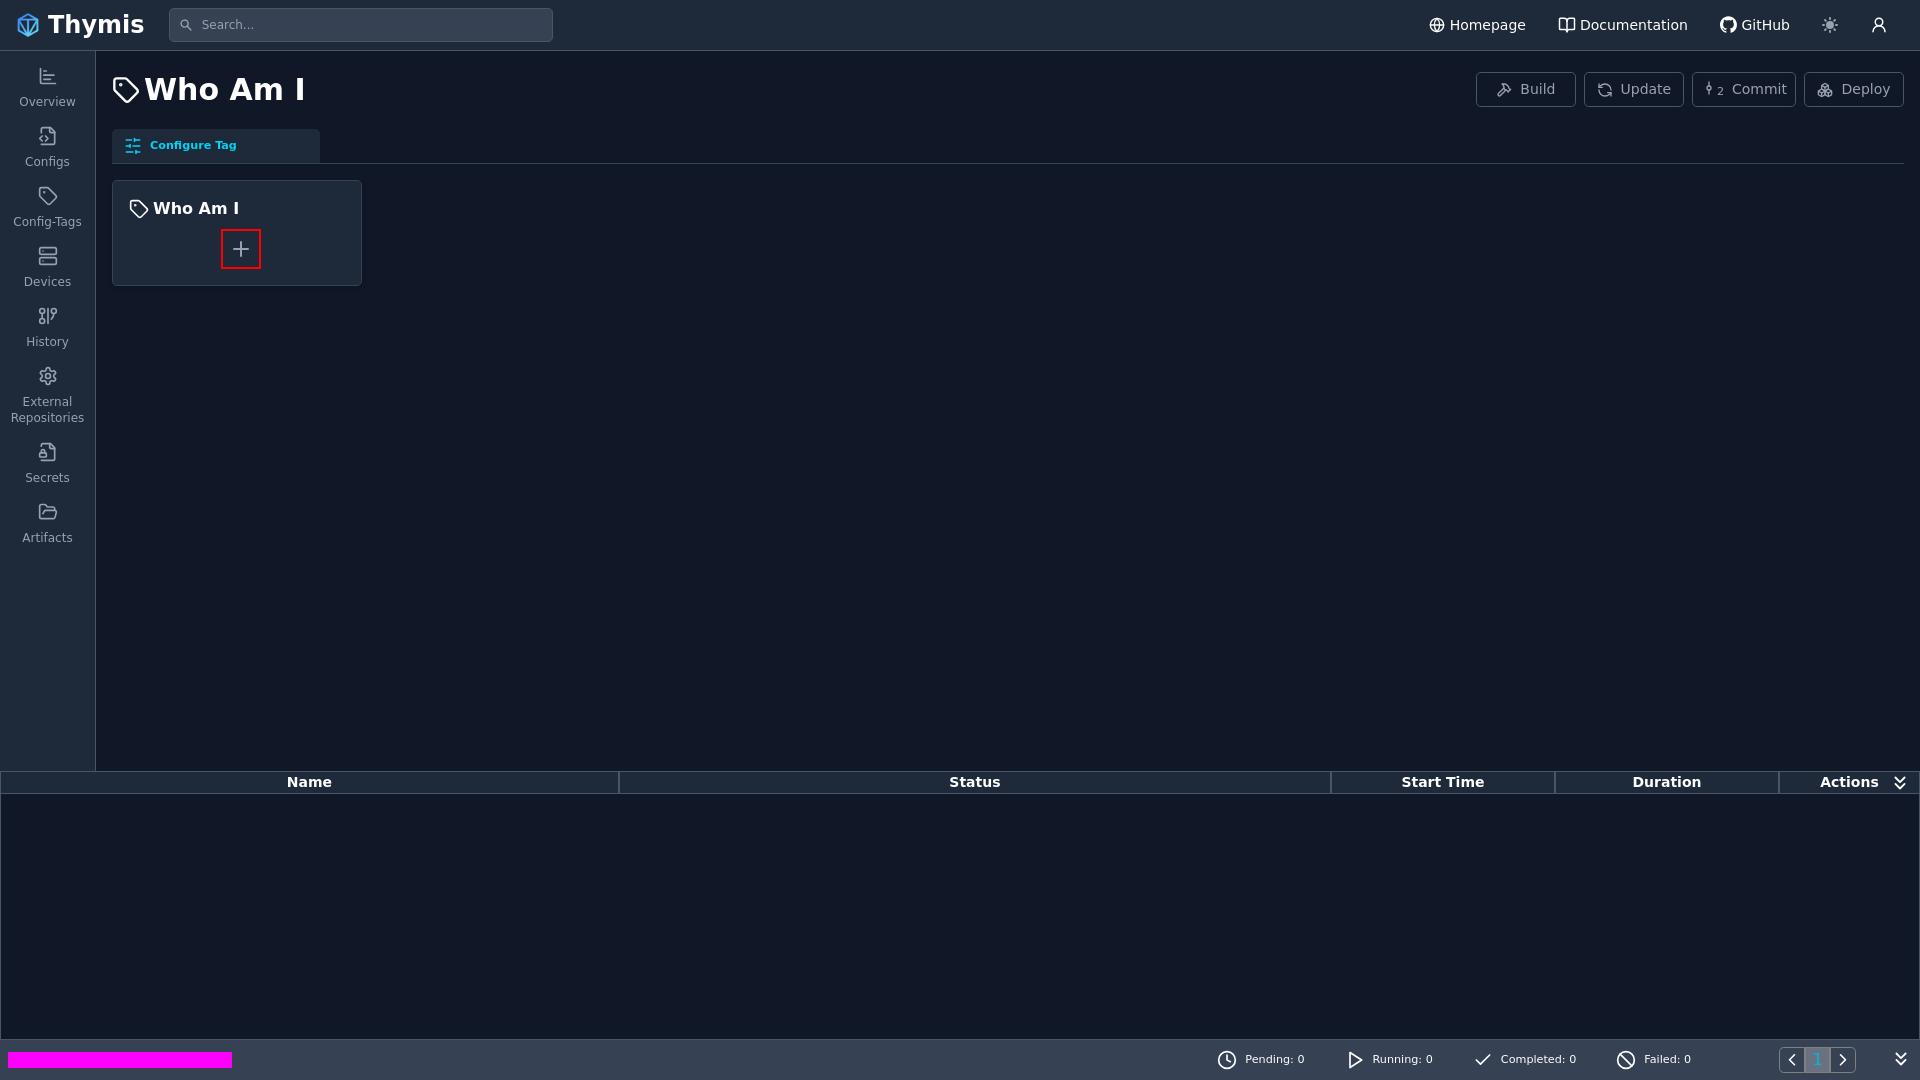 Thymis
Search...
Homepage
Documentation
GitHub
Overview
Configs
Config-Tags
Devices
History
External
Repositories
Secrets
Artifacts
Who Am I
Build
Update
2 Commit
Deploy
Configure Tag
Who Am I
Name
Status
Start Time
Duration
Actions
Pending: 0
Running: 0
Completed: 0
Failed: 0
1